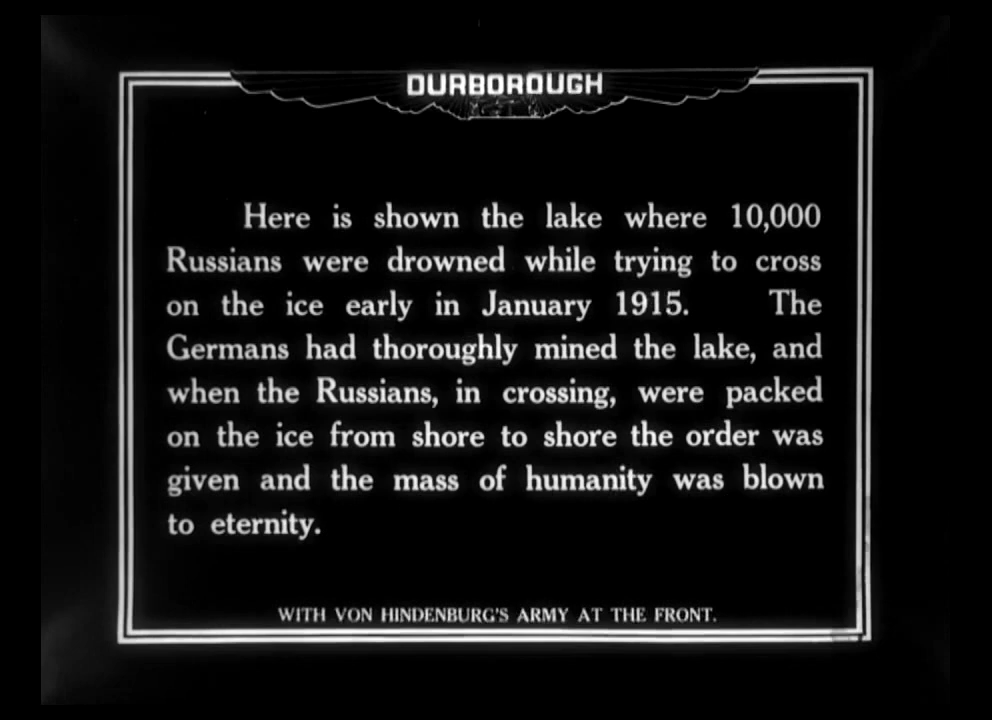 DURBOROUGH
Here is shown the lake where 10,000
Russians were drowned while trying to cross
on the ice early in January 1915. The
Germans had thoroughly mined the lake, and
when the Russians, in crossing, were packed
on the ice from shore to shore the order was
given and the mass of humanity was blown
to eternity.
WITH VON HINDENBURG'S ARMY AT THE FRONT.